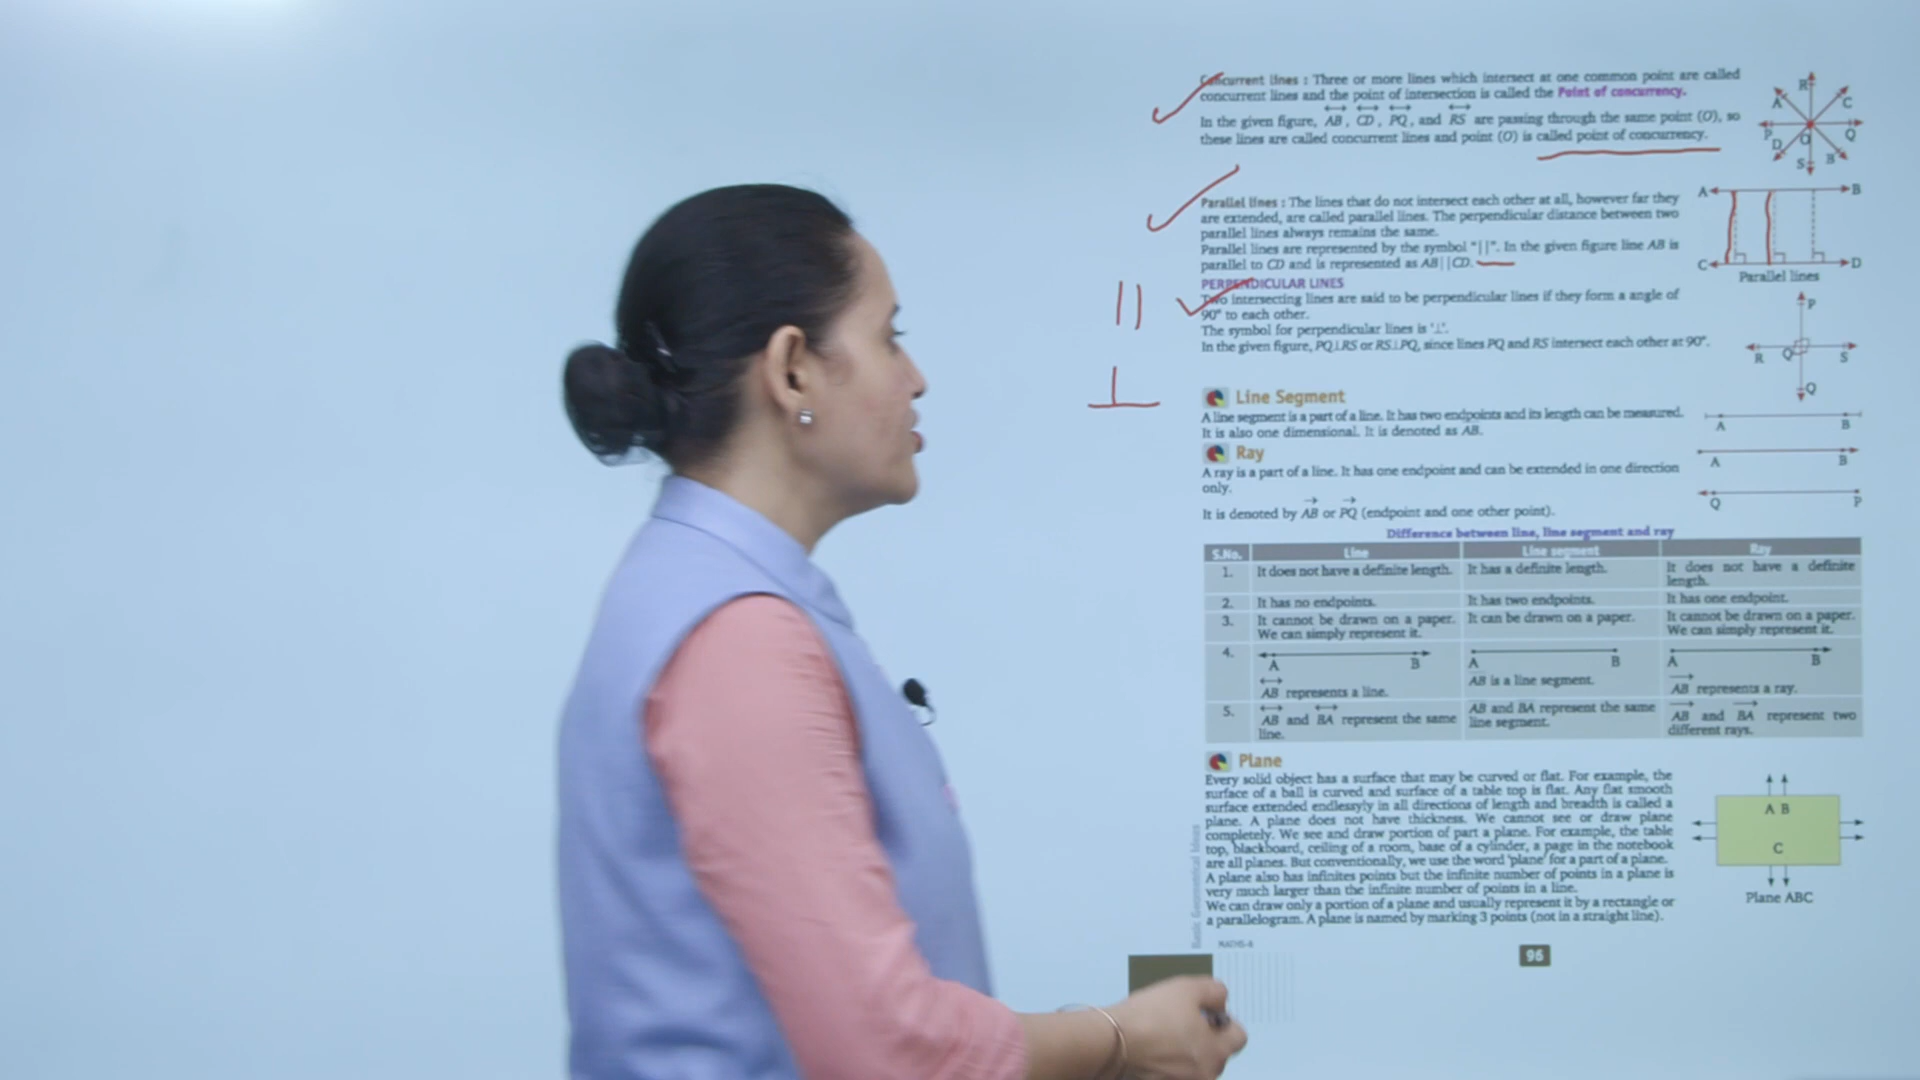 Concurrent lines : Three or more lines which intersect at one common point are called
concurrent lines and the point of intersection is called the Point of concurrency.
In the given figure, AB, CD, PQ, and RS are passing through the same point (O), so
these lines are called concurrent lines and point (O) is called point of concurrency.
R
A
C
P
Q
D
O
S
B
Parallel lines : The lines that do not intersect each other at all, however far they
are extended, are called parallel lines. The perpendicular distance between two
parallel lines always remains the same.
Parallel lines are represented by the symbol "||". In the given figure line AB is
parallel to CD and is represented as AB||CD.
A B
C D
Parallel lines
PERPENDICULAR LINES
Two intersecting lines are said to be perpendicular lines if they form a angle of
90° to each other.
The symbol for perpendicular lines is '⊥'.
In the given figure, PQ⊥RS or RS⊥PQ, since lines PQ and RS intersect each other at 90°.
||
⊥
P
R O S
Q
Line Segment
A line segment is a part of a line. It has two endpoints and its length can be measured.
It is also one dimensional. It is denoted as AB.
A B
Ray
A ray is a part of a line. It has one endpoint and can be extended in one direction
only.
It is denoted by AB or PQ (endpoint and one other point).
A B
Q P
Difference between line, line segment and ray
S.No. Line Line segment Ray
1. It does not have a definite length. It has a definite length. It does not have a definite
length.
2. It has no endpoints. It has two endpoints. It has one endpoint.
3. It cannot be drawn on a paper. It can be drawn on a paper. It cannot be drawn on a paper.
We can simply represent it. We can simply represent it.
4. A B A B A B
AB represents a line. AB is a line segment. AB represents a ray.
5. AB and BA represent the same AB and BA represent the same AB and BA represent two
line. line segment. different rays.
Plane
Every solid object has a surface that may be curved or flat. For example, the
surface of a ball is curved and surface of a table top is flat. Any flat smooth
surface extended endlessyly in all directions of length and breadth is called a
plane. A plane does not have thickness. We cannot see or draw plane
completely. We see and draw portion of part a plane. For example, the table
top, blackboard, ceiling of a room, base of a cylinder, a page in the notebook
are all planes. But conventionally, we use the word 'plane' for a part of a plane.
A plane also has infinites points but the infinite number of points in a plane is
very much larger than the infinite number of points in a line.
We can draw only a portion of a plane and usually represent it by a rectangle or
a parallelogram. A plane is named by marking 3 points (not in a straight line).
A B
C
Plane ABC
Basic Geometrical Ideas
MATHS-6
96